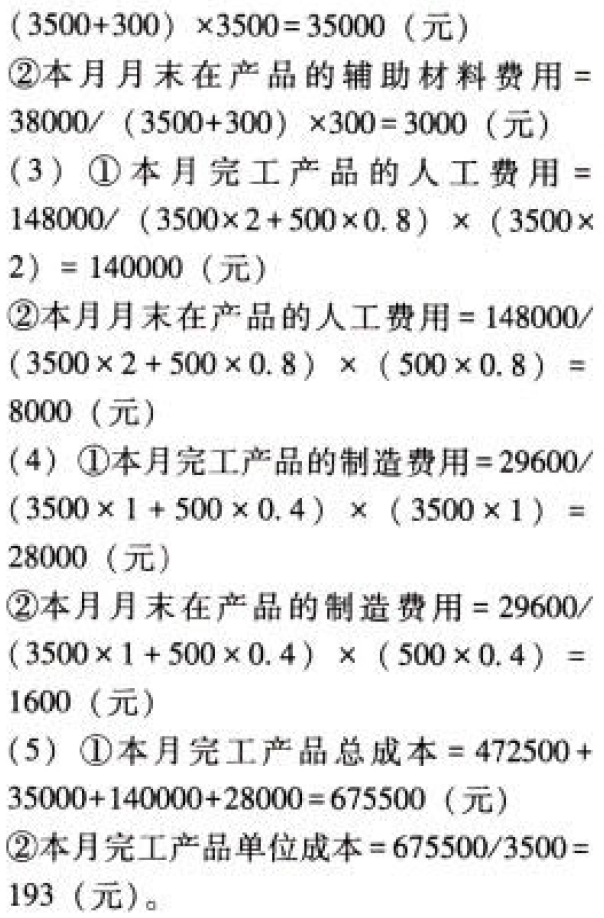 (3500+300) ×3500=35000(元)
②本月月末在产品的辅助材料费用=
38000/(3500+300)×300=3000(元)
(3)①本月完工产品的人工费用=
148000/(3500×2+500×0.8)×(3500×
2)=140000(元)
②本月月末在产品的人工费用=148000/
(3500×2+500×0.8)×(500×0.8)=
8000(元)
(4)①本月完工产品的制造费用=29600/
(3500×1+500×0.4)×(3500×1)=
28000(元)
②本月月末在产品的制造费用=29600/
(3500×1+500×0.4)×(500×0.4)=
1600(元)
(5)①本月完工产品总成本=472500+
35000+140000+28000=675500(元)
②本月完工产品单位成本=675500/3500=
193(元)。